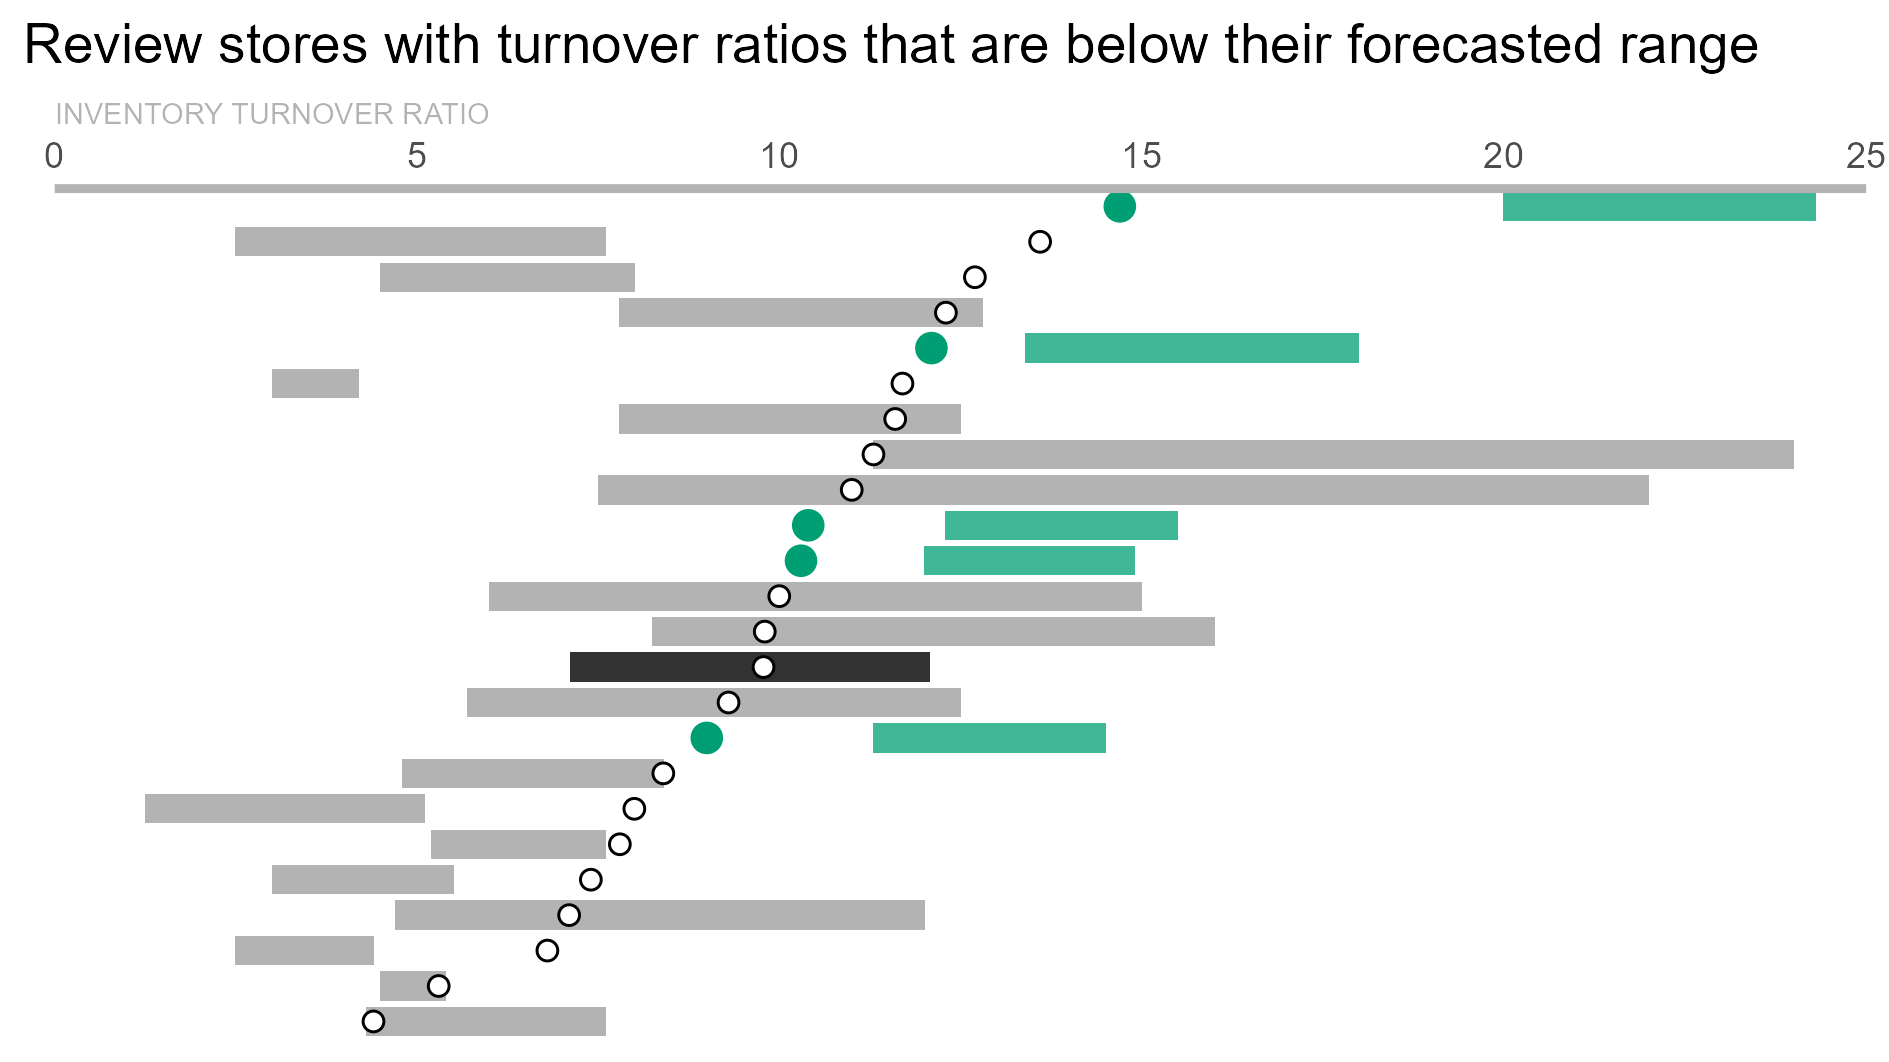 Review stores with turnover ratios that are below their forecasted range
INVENTORY TURNOVER RATIO
0 5 10 15 20 25